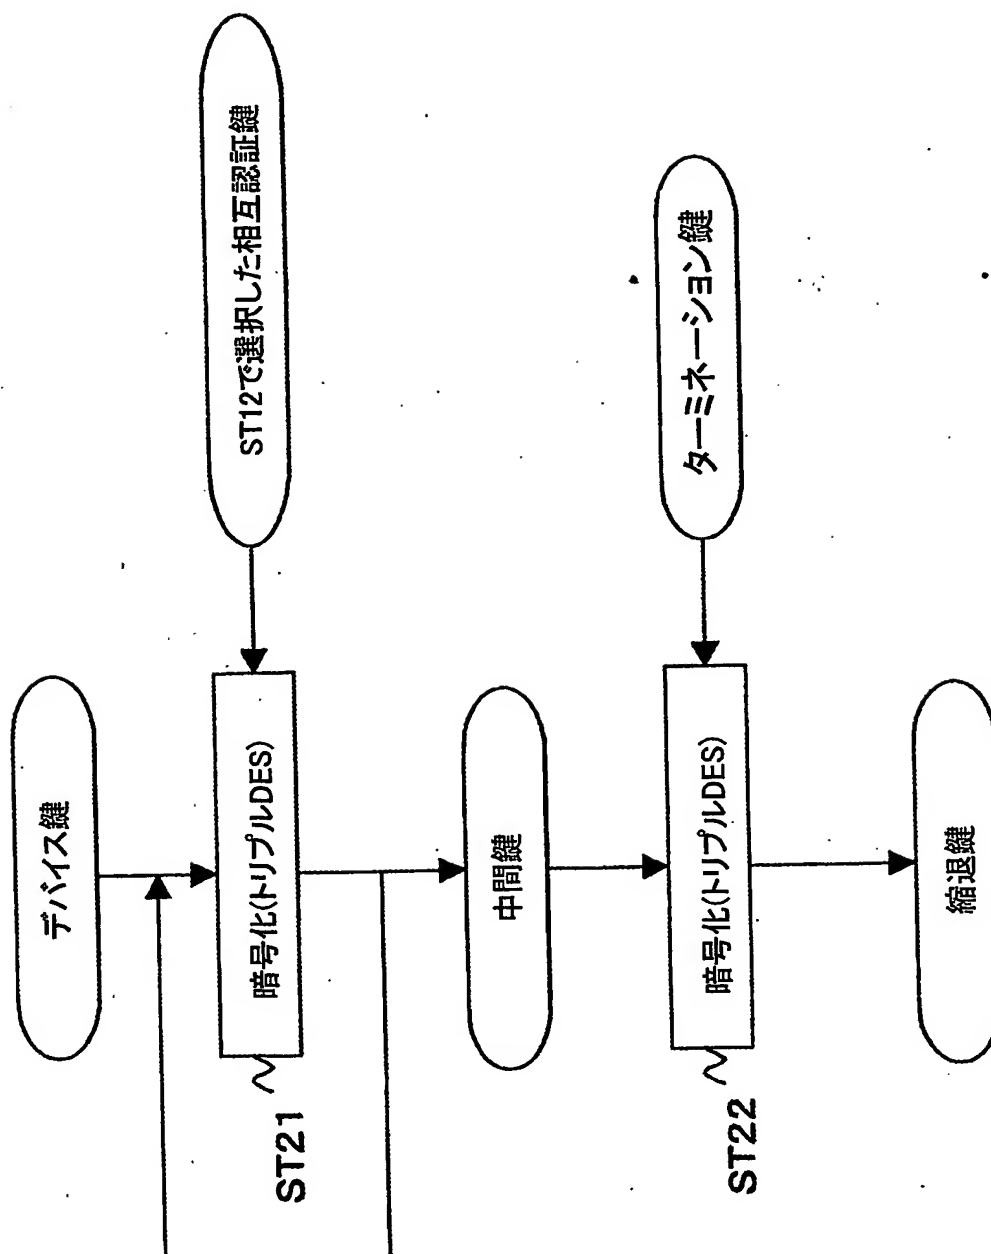 デバイス鍵
ST12で選択した相互認証鍵
暗号化(トリプルDES)
ST21
中間鍵
ターミネーション鍵
暗号化(トリプルDES)
ST22
縮退鍵